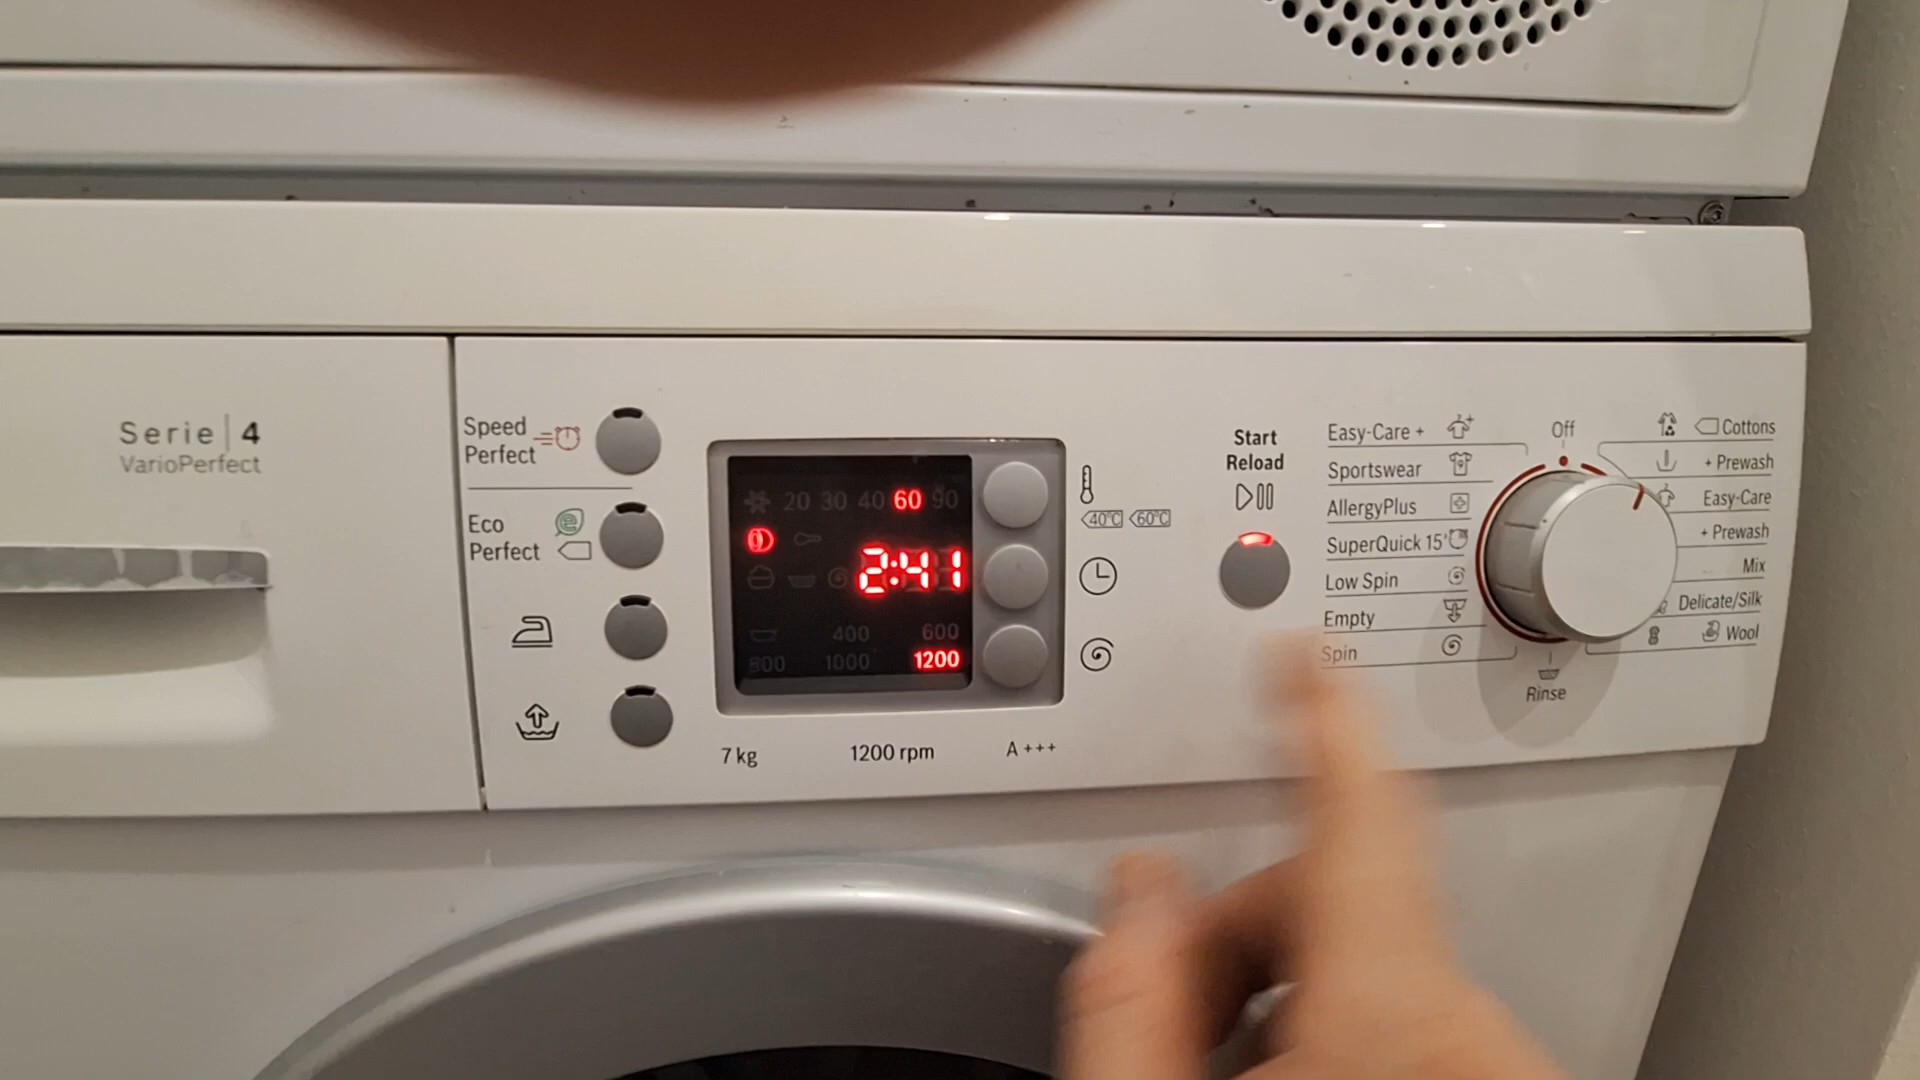 Serie | 4
VarioPerfect
Speed
Perfect
Eco
Perfect
20 30 40 60 90
2:41
400 600
800 1000 1200
7 kg 1200 rpm A +++
40°C 60°C
Start
Reload
Easy-Care +
Sportswear
AllergyPlus
SuperQuick 15'
Low Spin
Empty
Spin
Off
Rinse
Cottons
+ Prewash
Easy-Care
+ Prewash
Mix
Delicate/Silk
Wool